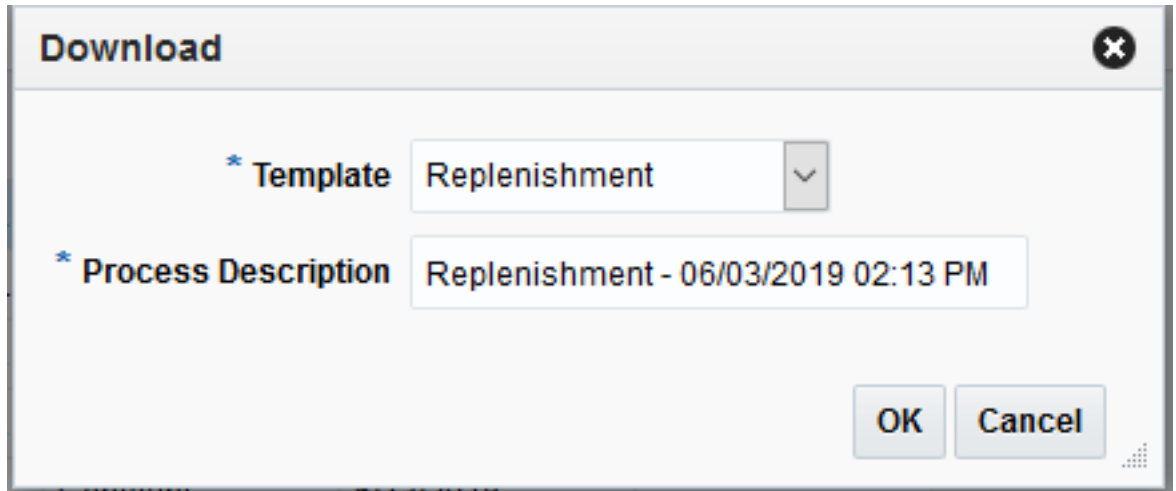 Download
* Template Replenishment
* Process Description Replenishment - 06/03/2019 02:13 PM
OK Cancel